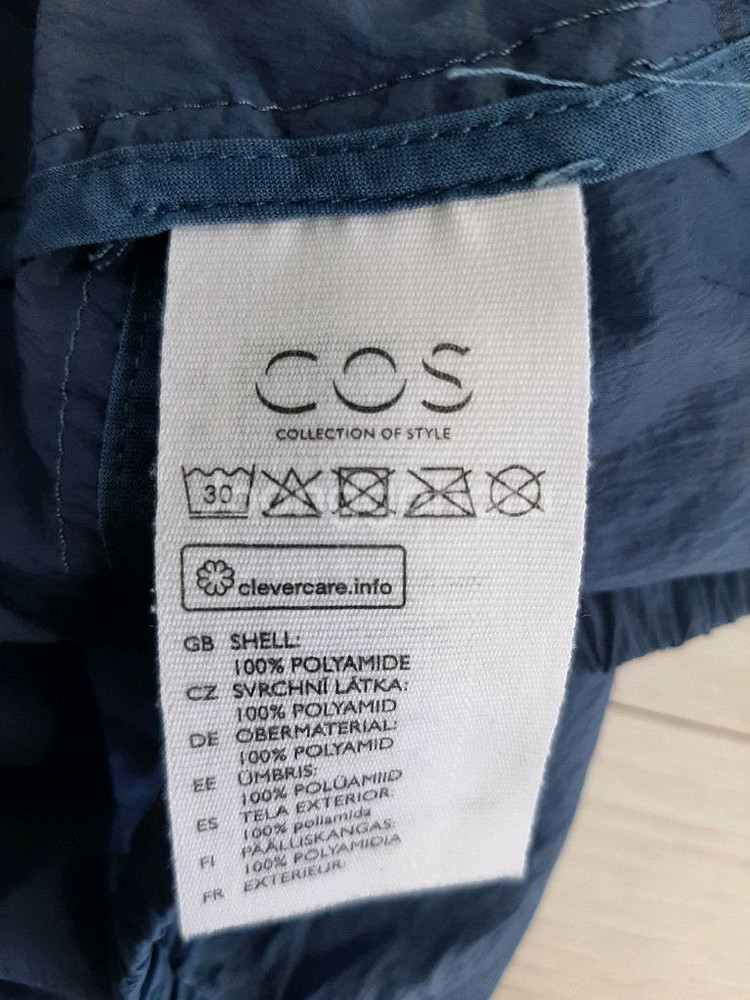 COS
COLLECTION OF STYLE
30
clevercare.info
GB SHELL:
100% POLYAMIDE
CZ SVRCHNÍ LÁTKA:
100% POLYAMID
DE OBERMATERIAL:
100% POLYAMID
EE ÜMBRIS:
100% POLÜAMIID
ES TELA EXTERIOR:
100% poliamida
FI PÄÄLLISKANGAS:
100% POLYAMIDIA
FR EXTERIEUR: